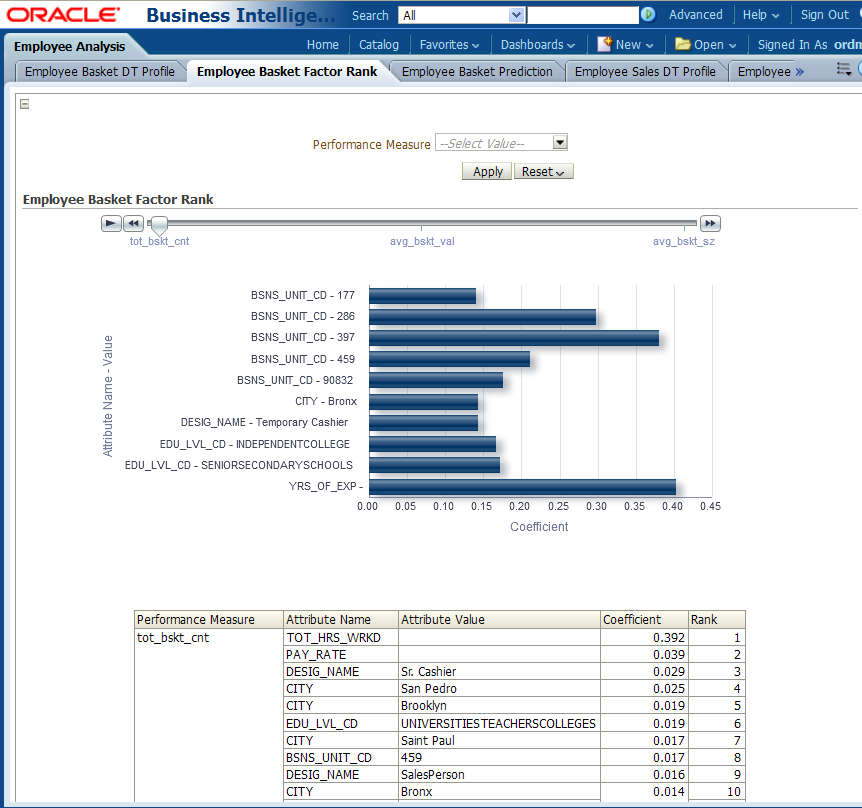 ORACLE Business Intellige... Search All Advanced Help Sign Out
Employee Analysis Home Catalog Favorites Dashboards New Open Signed In As ordm
Employee Basket DT Profile Employee Basket Factor Rank Employee Basket Prediction Employee Sales DT Profile Employee »
Performance Measure --Select Value--
Apply Reset
Employee Basket Factor Rank
tot_bskt_cnt avg_bskt_val avg_bskt_sz
Attribute Name - Value
BSNS_UNIT_CD - 177
BSNS_UNIT_CD - 286
BSNS_UNIT_CD - 397
BSNS_UNIT_CD - 459
BSNS_UNIT_CD - 90832
CITY - Bronx
DESIG_NAME - Temporary Cashier
EDU_LVL_CD - INDEPENDENTCOLLEGE
EDU_LVL_CD - SENIORSECONDARYSCHOOLS
YRS_OF_EXP -
0.00 0.05 0.10 0.15 0.20 0.25 0.30 0.35 0.40 0.45
Coefficient
Performance Measure Attribute Name Attribute Value Coefficient Rank
tot_bskt_cnt TOT_HRS_WRKD 0.392 1
PAY_RATE 0.039 2
DESIG_NAME Sr. Cashier 0.029 3
CITY San Pedro 0.025 4
CITY Brooklyn 0.019 5
EDU_LVL_CD UNIVERSITIESTEACHERSCOLLEGES 0.019 6
CITY Saint Paul 0.017 7
BSNS_UNIT_CD 459 0.017 8
DESIG_NAME SalesPerson 0.016 9
CITY Bronx 0.014 10